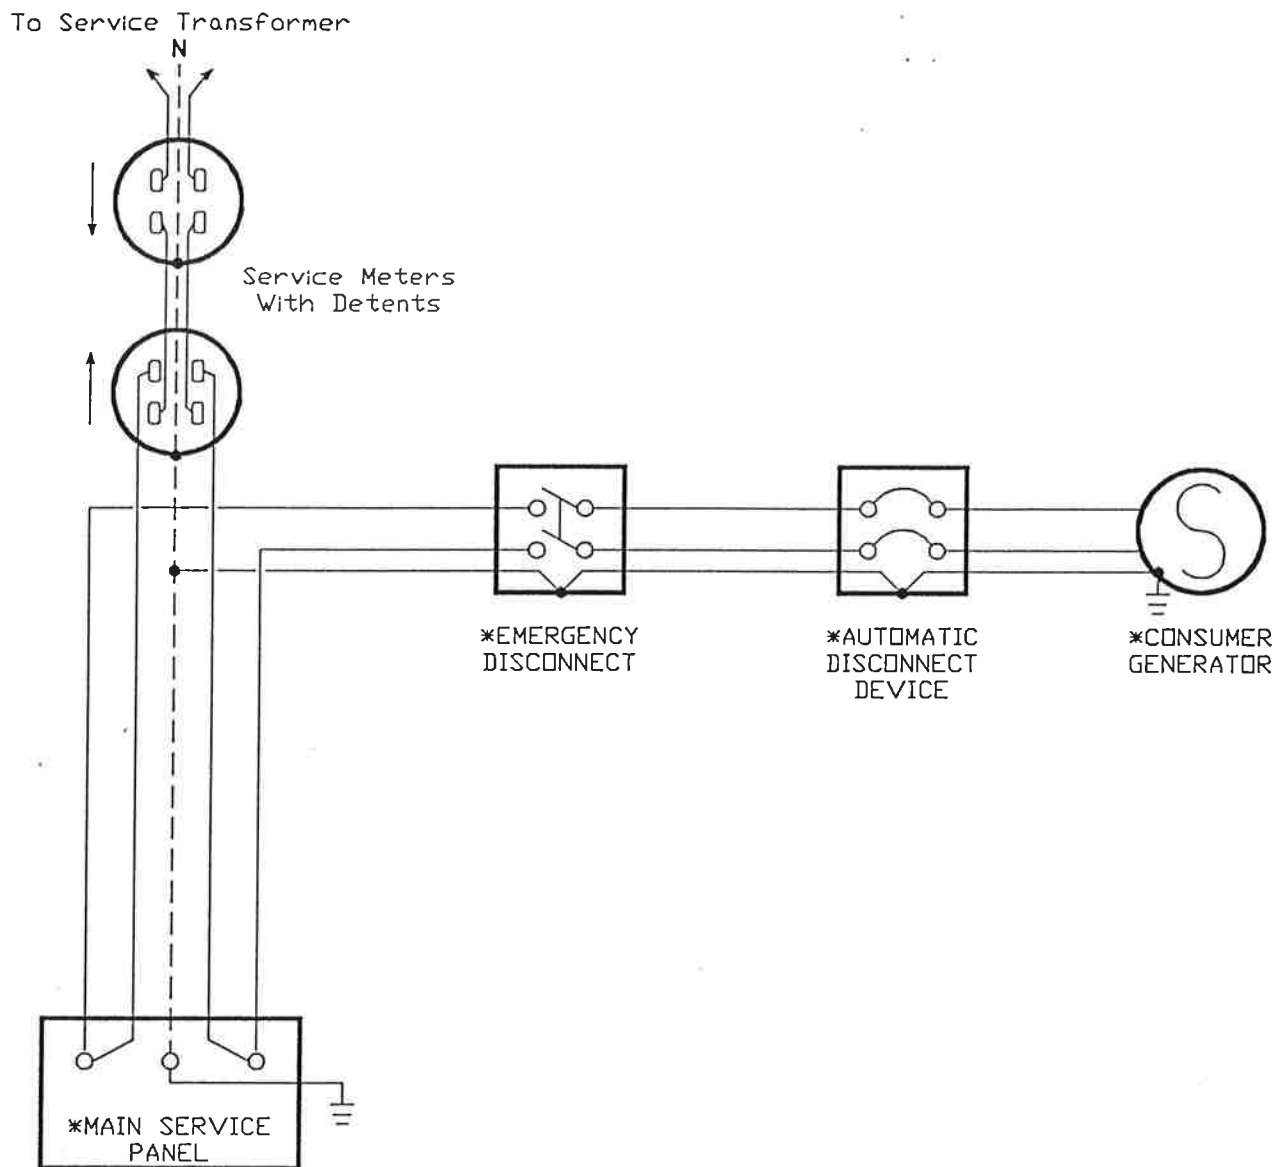 To Service Transformer
N
Service Meters
With Detents
*EMERGENCY
DISCONNECT
*AUTOMATIC
DISCONNECT
DEVICE
*CONSUMER
GENERATOR
*MAIN SERVICE
PANEL